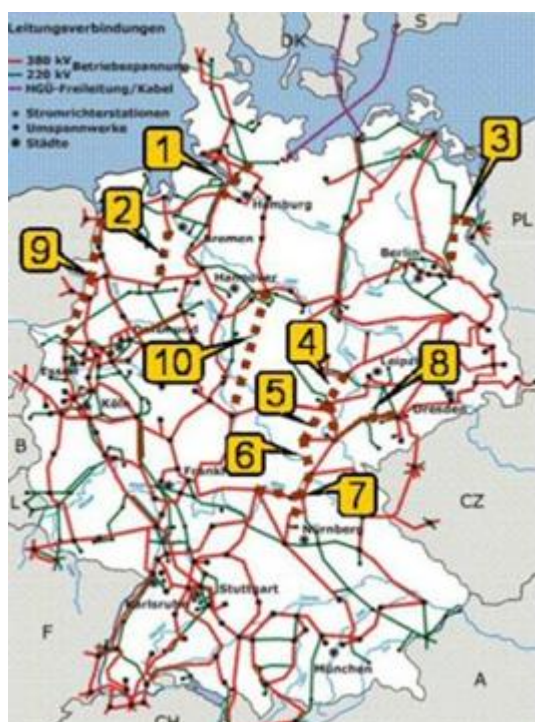 Leitungsverbindungen
380 kV
220 kV
Betriebsspannung
HGÜ-Freileitung/Kabel
Stromrichterstationen
Umspannwerke
Städte
DK
S
1
Hamburg
3
PL
2
Bremen
Berlin
9
Hannover
Dortmund
10
4
Leipzig
8
Essen
5
Dresden
Köln
B
6
Frankf
7
CZ
L
Nürnberg
Karlsruhe
Stuttgart
F
München
A
CH